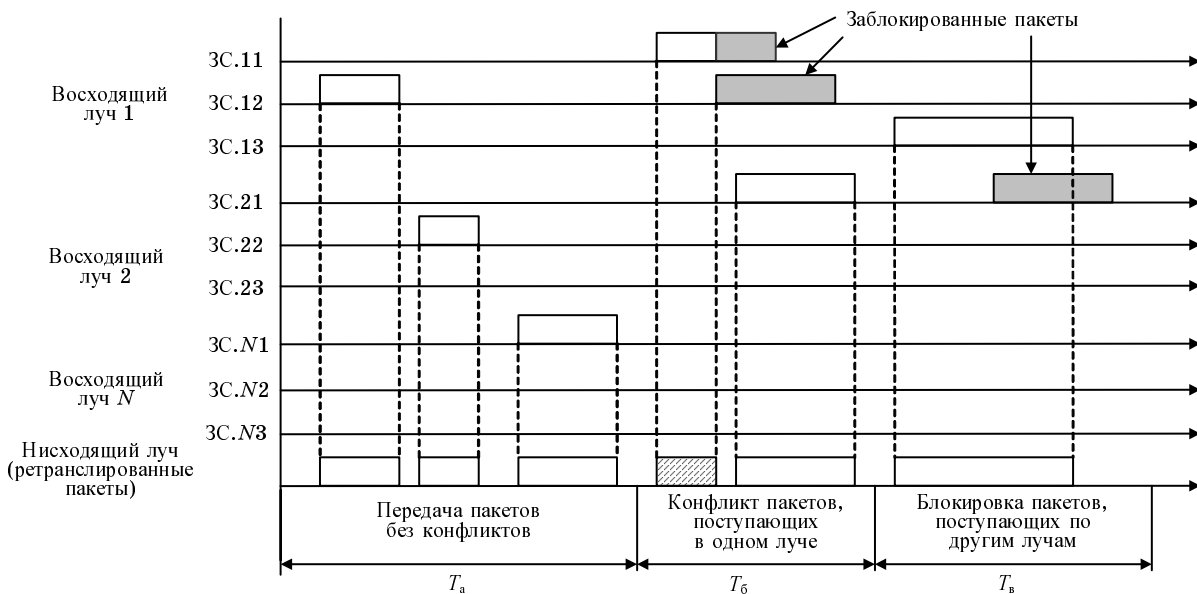 Заблокированные пакеты
ЗС.11
Восходящий
луч 1
ЗС.12
ЗС.13
ЗС.21
ЗС.22
Восходящий
луч 2
ЗС.23
ЗС.N1
Восходящий
луч N
ЗС.N2
ЗС.N3
Нисходящий луч
(ретранслированные
пакеты)
Передача пакетов
без конфликтов
Конфликт пакетов,
поступающих
в одном луче
Блокировка пакетов,
поступающих по
другим лучам
Tа
Tб
Tв